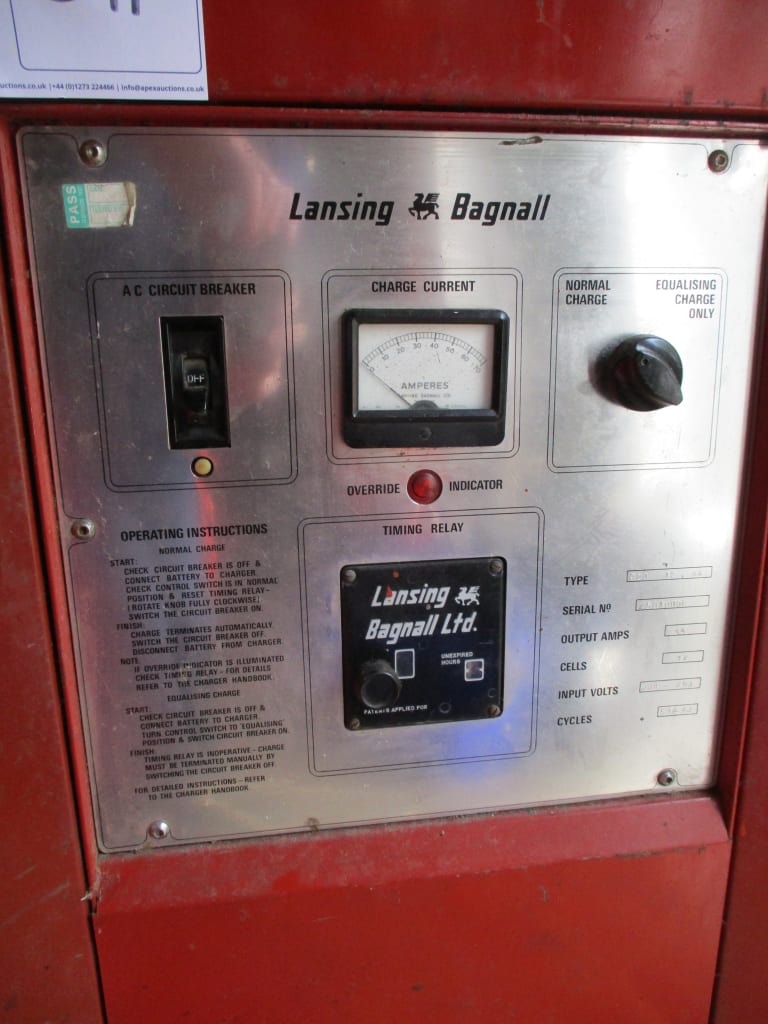 uctions.co.uk | +44 (0)1273 224466 | info@apexauctions.co.uk
PASS
Lansing Bagnall
AC CIRCUIT BREAKER
OFF
CHARGE CURRENT
0 10 20 30 40 50 60 70
AMPERES
NORMAL CHARGE
EQUALISING CHARGE ONLY
OVERRIDE INDICATOR
OPERATING INSTRUCTIONS
NORMAL CHARGE
START:
CHECK CIRCUIT BREAKER IS OFF &
CONNECT BATTERY TO CHARGER
CHECK CONTROL SWITCH IS IN NORMAL
POSITION & RESET TIMING RELAY-
(ROTATE KNOB FULLY CLOCKWISE)
SWITCH THE CIRCUIT BREAKER ON.
FINISH:
CHARGE TERMINATES AUTOMATICALLY.
SWITCH THE CIRCUIT BREAKER OFF.
DISCONNECT BATTERY FROM CHARGER.
NOTE:
IF OVERRIDE INDICATOR IS ILLUMINATED
CHECK TIMING RELAY - FOR DETAILS
REFER TO THE CHARGER HANDBOOK.
EQUALISING CHARGE
START:
CHECK CIRCUIT BREAKER IS OFF &
CONNECT BATTERY TO CHARGER.
TURN CONTROL SWITCH TO 'EQUALISING'
POSITION & SWITCH CIRCUIT BREAKER ON.
FINISH:
TIMING RELAY IS INOPERATIVE - CHARGE
MUST BE TERMINATED MANUALLY BY
SWITCHING THE CIRCUIT BREAKER OFF.
FOR DETAILED INSTRUCTIONS - REFER
TO THE CHARGER HANDBOOK.
TIMING RELAY
Lansing
Bagnall Ltd.
UNEXPIRED
HOURS
PATENTS APPLIED FOR
TYPE
SERIAL Nº
OUTPUT AMPS
CELLS
INPUT VOLTS
CYCLES